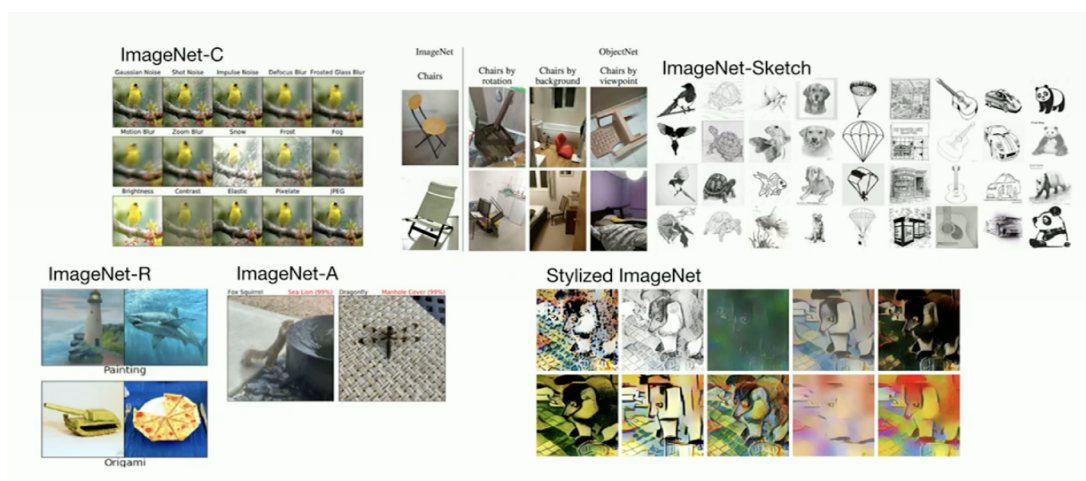 ImageNet-C
Gaussian Noise Shot Noise Impulse Noise Defocus Blur Frosted Glass Blur
Motion Blur Zoom Blur Snow Frost Fog
Brightness Contrast Elastic Pixelate JPEG
ImageNet ObjectNet
Chairs Chairs by rotation Chairs by background Chairs by viewpoint
ImageNet-Sketch
ImageNet-R
Painting
Origami
ImageNet-A
Fox Squirrel Sea Lion (99%) Dragonfly Manhole Cover (99%)
Stylized ImageNet